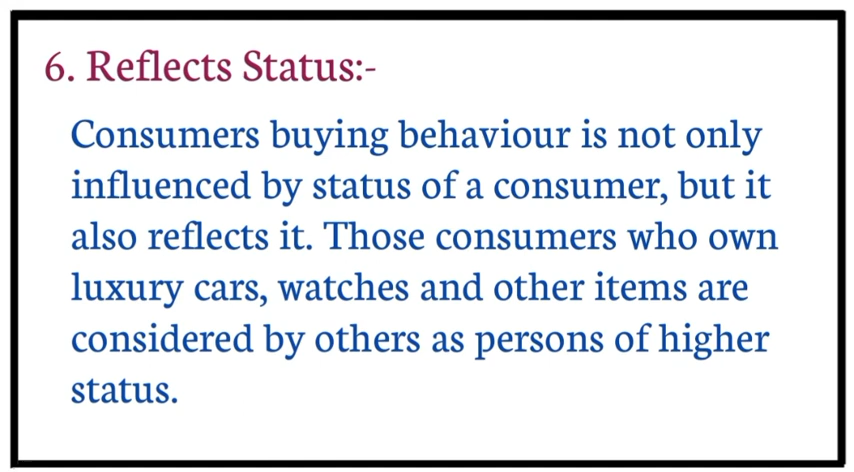 6. Reflects Status:-
Consumers buying behaviour is not only
influenced by status of a consumer, but it
also reflects it. Those consumers who own
luxury cars, watches and other items are
considered by others as persons of higher
status.